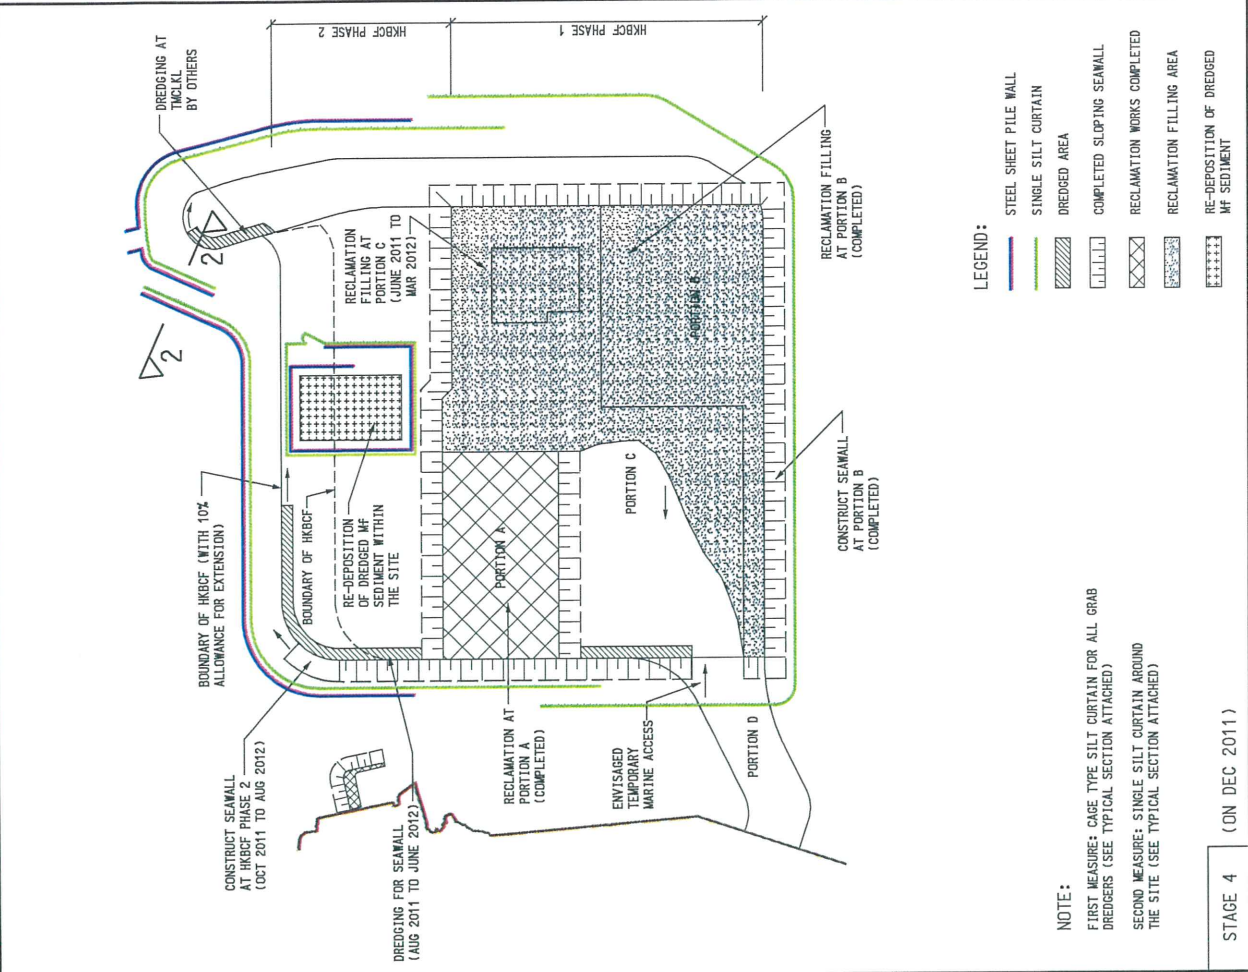 HKBCF PHASE 2
HKBCF PHASE 1
DREDGING AT
TMCLKL
BY OTHERS
2
2
BOUNDARY OF HKBCF (WITH 10%
ALLOWANCE FOR EXTENSION)
CONSTRUCT SEAWALL
AT HKBCF PHASE 2
(OCT 2011 TO AUG 2012)
BOUNDARY OF HKBCF
RE-DEPOSITION
OF DREDGED Mf
SEDIMENT WITHIN
THE SITE
RECLAMATION
FILLING AT
PORTION C
(JUNE 2011 TO
MAR 2012)
DREDGING FOR SEAWALL
(AUG 2011 TO JUNE 2012)
PORTION A
RECLAMATION AT
PORTION A
(COMPLETED)
PORTION B
PORTION C
ENVISAGED
TEMPORARY
MARINE ACCESS
PORTION D
RECLAMATION FILLING
AT PORTION B
(COMPLETED)
CONSTRUCT SEAWALL
AT PORTION B
(COMPLETED)
LEGEND:
STEEL SHEET PILE WALL
SINGLE SILT CURTAIN
DREDGED AREA
COMPLETED SLOPING SEAWALL
RECLAMATION WORKS COMPLETED
RECLAMATION FILLING AREA
RE-DEPOSITION OF DREDGED
Mf SEDIMENT
NOTE:
FIRST MEASURE: CAGE TYPE SILT CURTAIN FOR ALL GRAB
DREDGERS (SEE TYPICAL SECTION ATTACHED)
SECOND MEASURE: SINGLE SILT CURTAIN AROUND
THE SITE (SEE TYPICAL SECTION ATTACHED)
STAGE 4 (ON DEC 2011)